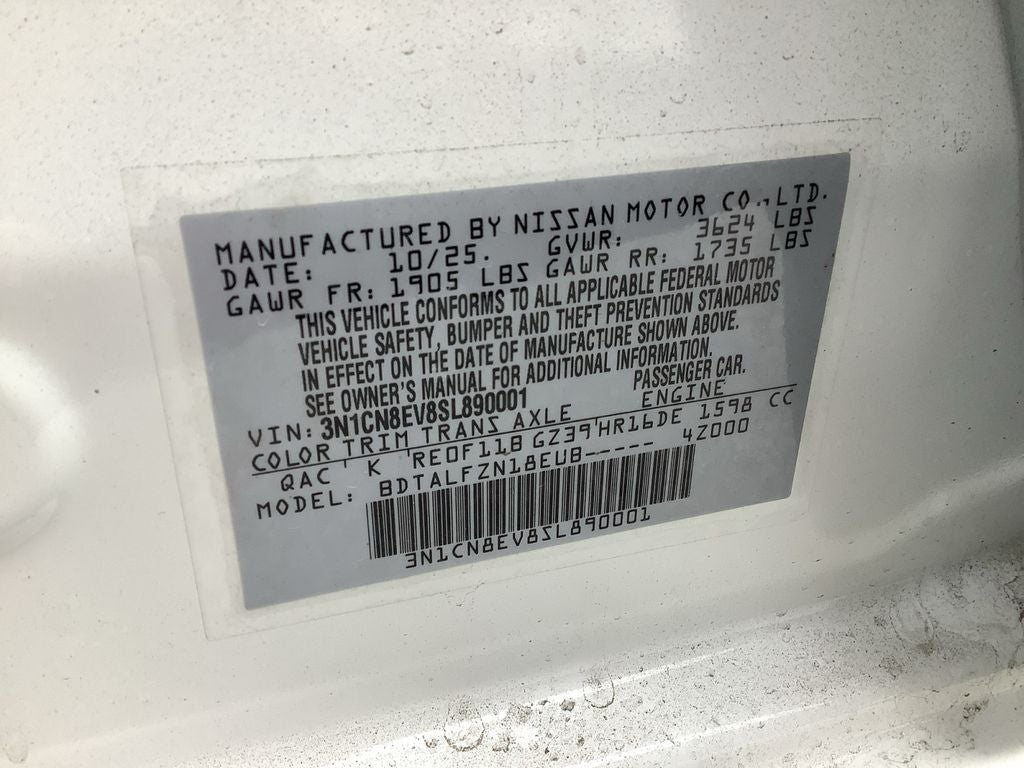 MANUFACTURED BY NISSAN MOTOR CO., LTD.
DATE: 10/25. GVWR: 3624 LBS
GAWR FR: 1905 LBS GAWR RR: 1735 LBS
THIS VEHICLE CONFORMS TO ALL APPLICABLE FEDERAL MOTOR
VEHICLE SAFETY, BUMPER AND THEFT PREVENTION STANDARDS
IN EFFECT ON THE DATE OF MANUFACTURE SHOWN ABOVE.
SEE OWNER'S MANUAL FOR ADDITIONAL INFORMATION.
VIN: 3N1CN8EV8SL890001 PASSENGER CAR.
COLOR TRIM TRANS AXLE ENGINE
QAC K RE0F11B GZ39 HR16DE 1598 CC
MODEL: BDTALFZN18EUB----- 4Z000
3N1CN8EV8SL890001